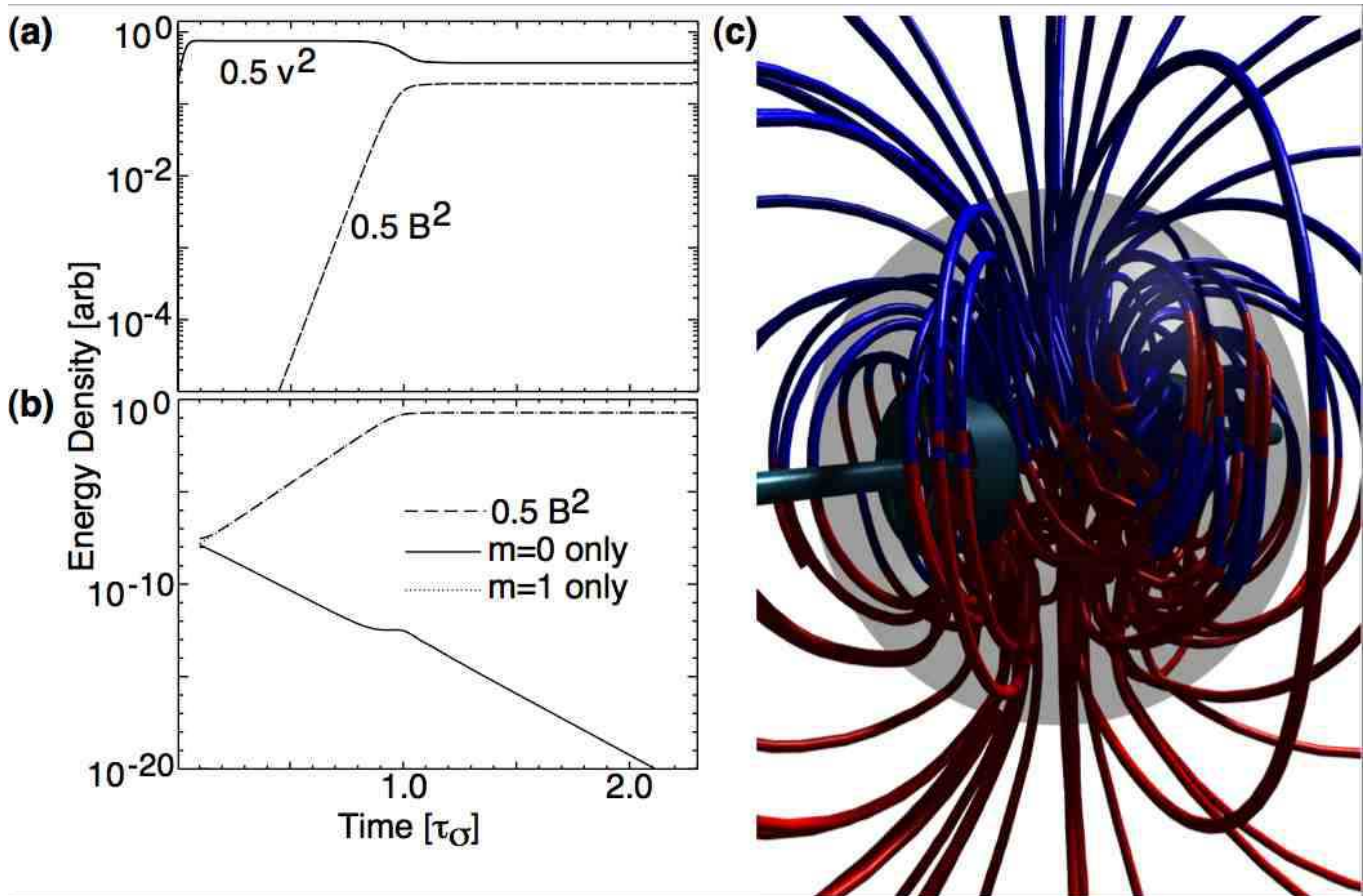 (a)
10^0
0.5 v^2
10^-2
0.5 B^2
10^-4
(b)
10^0
Energy Density [arb]
0.5 B^2
m=0 only
m=1 only
10^-10
10^-20
1.0
2.0
Time [τσ]
(c)